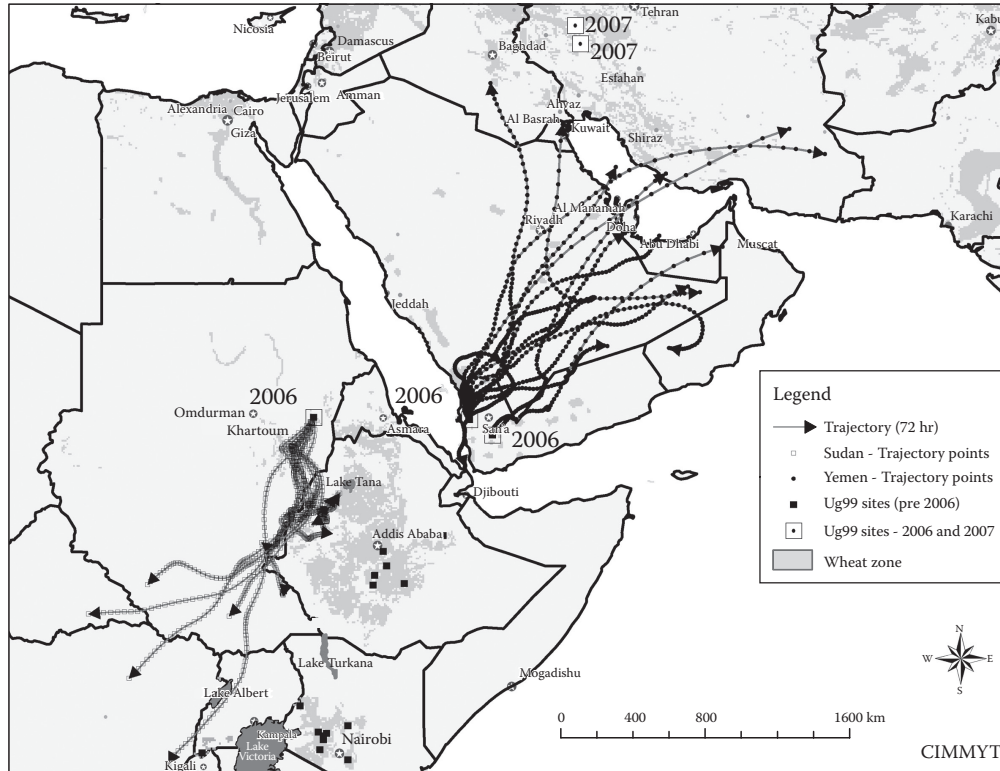 Tehran
Nicosia
2007
Kabu
Damascus
Baghdad
2007
Beirut
Esfahan
Jerusalem
Amman
Ahvaz
Alexandria
Cairo
Al Basrah
Kuwait
Giza
Shiraz
Al Manamah
Karachi
Riyadh
Doha
Abu Dhabi
Muscat
Jeddah
Legend
2006
2006
Omdurman
Trajectory (72 hr)
Khartoum
Asmara
San'a
2006
Sudan - Trajectory points
Lake Tana
Yemen - Trajectory points
Djibouti
Ug99 sites (pre 2006)
Addis Ababa
Ug99 sites - 2006 and 2007
Wheat zone
N
Lake Turkana
W
E
Mogadishu
S
Lake Albert
0
400
800
1600 km
Kampala
Nairobi
Lake
Victoria
CIMMYT
Kigali